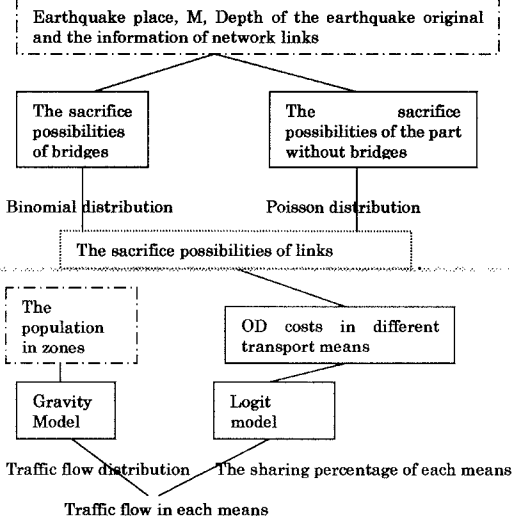 Earthquake place, M, Depth of the earthquake original
and the information of network links
The sacrifice
possibilities
of bridges
The sacrifice
possibilities of the part
without bridges
Binomial distribution
Poisson distribution
The sacrifice possibilities of links
The
population
in zones
OD costs in different
transport means
Gravity
Model
Logit
model
Traffic flow distribution
The sharing percentage of each means
Traffic flow in each means